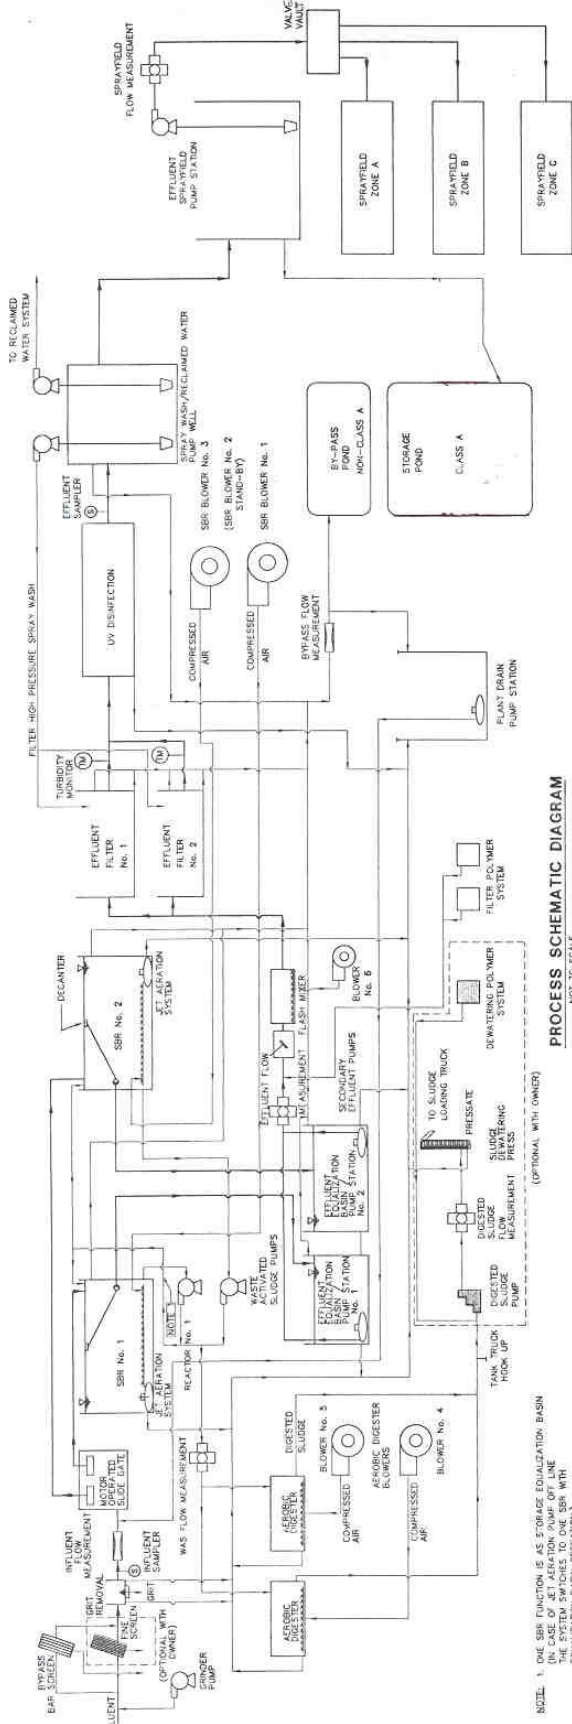 BYPASS
BAR SCREEN
GRIT
REMOVAL
FINE
SCREEN
(OPTIONAL WITH
OWNER)
GRINDER
PUMP
INFLUENT
FLOW
MEASUREMENT
S
INFLUENT
SAMPLER
GRIT
MOTOR
OPERATED
SLIDE GATE
WAS FLOW MEASUREMENT
SBR No. 1
JET AERATION
SYSTEM
REACTOR No. 1
NOTE
WASTE
ACTIVATED
SLUDGE PUMPS
DECANTER
SBR No. 2
JET AERATION
SYSTEM
AEROBIC
DIGESTER
AEROBIC
DIGESTER
DIGESTED
SLUDGE
COMPRESSED
AIR
BLOWER No. 5
AEROBIC DIGESTER
BLOWERS
COMPRESSED
AIR
BLOWER No. 4
EFFLUENT
EQUALIZATION
BASIN /
PUMP STATION
No. 1
EFFLUENT
EQUALIZATION
BASIN /
PUMP STATION
No. 2
SECONDARY
EFFLUENT PUMPS
EFFLUENT FLOW
MEASUREMENT
FLASH MIXER
BLOWER
No. 6
EFFLUENT
FILTER
No. 1
EFFLUENT
FILTER
No. 2
TURBIDITY
MONITOR
TM
TM
FILTER HIGH PRESSURE SPRAY WASH
UV DISINFECTION
EFFLUENT
SAMPLER
S
TO RECLAIMED
WATER SYSTEM
SPRAY WASH/RECLAIMED WATER
PUMP WELL
SBR BLOWER No. 3
(SBR BLOWER No. 2
STAND-BY)
SBR BLOWER No. 1
COMPRESSED
AIR
COMPRESSED
AIR
BYPASS FLOW
MEASUREMENT
BY-PASS
POND
NON-CLASS A
STORAGE
POND
CLASS A
PLANT DRAIN
PUMP STATION
EFFLUENT
SPRAYFIELD
PUMP STATION
SPRAYFIELD
FLOW MEASUREMENT
VALVE
VAULT
SPRAYFIELD
ZONE A
SPRAYFIELD
ZONE B
SPRAYFIELD
ZONE C
TANK TRUCK
HOOK UP
DIGESTED
SLUDGE
PUMP
DIGESTED
SLUDGE
FLOW
MEASUREMENT
SLUDGE
DEWATERING
PRESS
PRESSATE
TO SLUDGE
LOADING TRUCK
DEWATERING POLYMER
SYSTEM
(OPTIONAL WITH OWNER)
FILTER POLYMER
SYSTEM
PROCESS SCHEMATIC DIAGRAM
NOT TO SCALE
NOTE: 1. ONE SBR FUNCTION IS AS STORAGE EQUALIZATION BASIN
(IN CASE OF JET AERATION PUMP OFF LINE
THE SYSTEM SWITCHES TO ONE SBR WITH